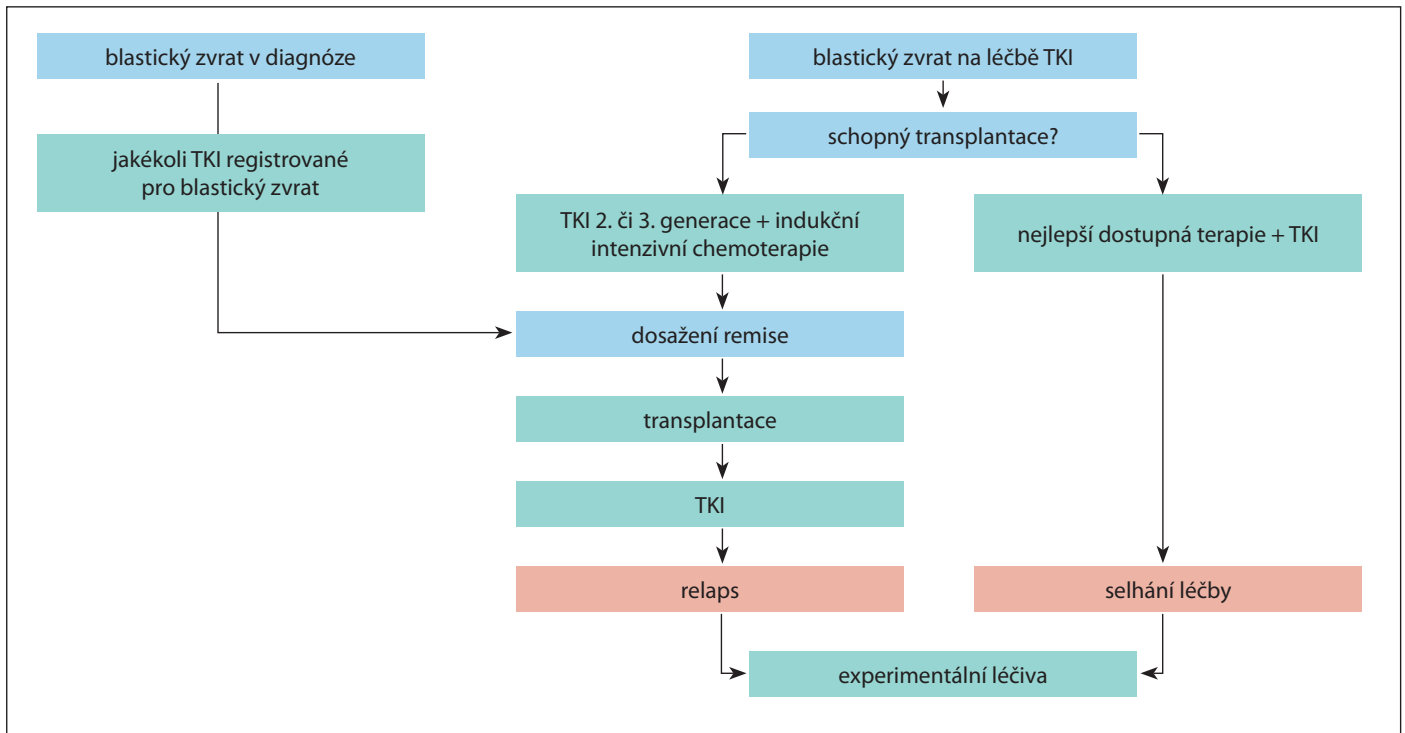 blastický zvrat v diagnóze
blastický zvrat na léčbě TKI
jakékoli TKI registrované
pro blastický zvrat
schopný transplantace?
TKI 2. či 3. generace + indukční
intenzivní chemoterapie
nejlepší dostupná terapie + TKI
dosažení remise
transplantace
TKI
relaps
selhání léčby
experimentální léčiva